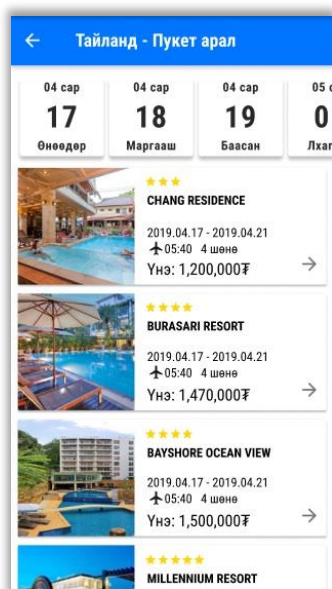 Тайланд - Пукет арал
04 сар
04 сар
04 сар
17
18
19
Өнөөдөр
Маргааш
Баасан
CHANG RESIDENCE
2019.04.17 - 2019.04.21
05:40 4 шөнө
Үнэ: 1,200,000₮
BURASARI RESORT
2019.04.17 - 2019.04.21
05:40 4 шөнө
Үнэ: 1,470,000₮
BAYSHORE OCEAN VIEW
2019.04.17 - 2019.04.21
05:40 4 шөнө
Үнэ: 1,500,000₮
MILLENNIUM RESORT